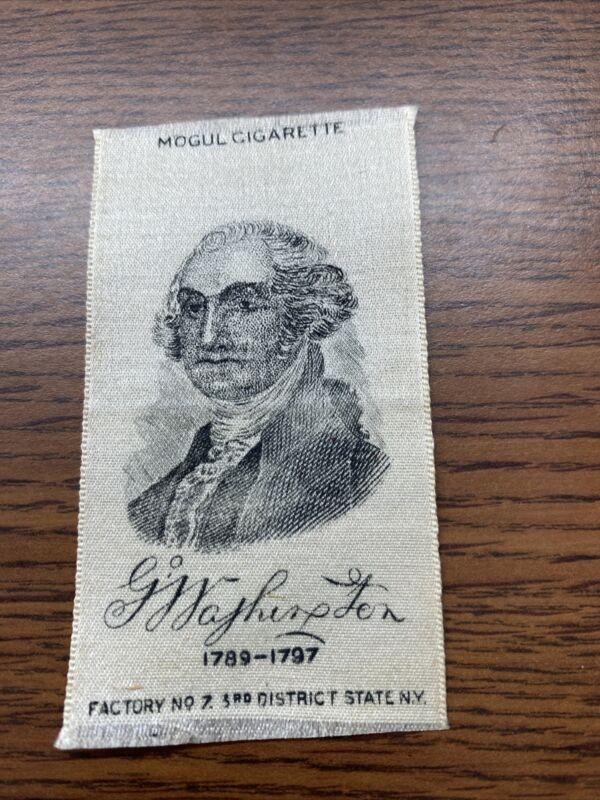 MOGUL CIGARETTE
G Washington
1789-1797
FACTORY NO 7. 3RD DISTRICT STATE N.Y.